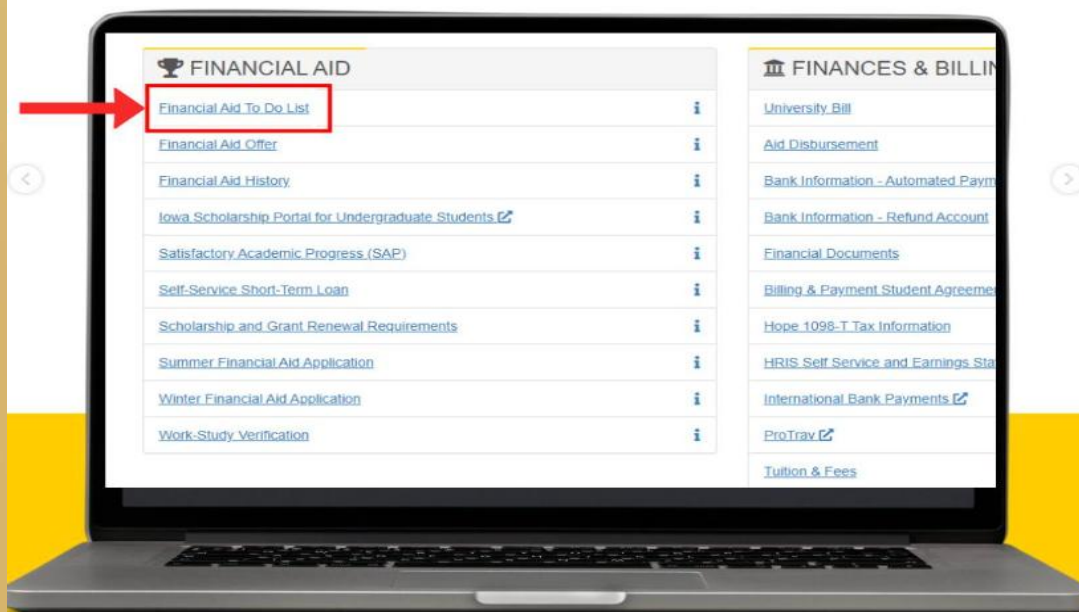 FINANCIAL AID
Financial Aid To Do List
Financial Aid Offer
Financial Aid History
Iowa Scholarship Portal for Undergraduate Students
Satisfactory Academic Progress (SAP)
Self-Service Short-Term Loan
Scholarship and Grant Renewal Requirements
Summer Financial Aid Application
Winter Financial Aid Application
Work-Study Verification
FINANCES & BILLIN
University Bill
Aid Disbursement
Bank Information - Automated Paym
Bank Information - Refund Account
Financial Documents
Billing & Payment Student Agreemen
Hope 1098-T Tax Information
HRIS Self Service and Earnings Sta
International Bank Payments
ProTrav
Tuition & Fees